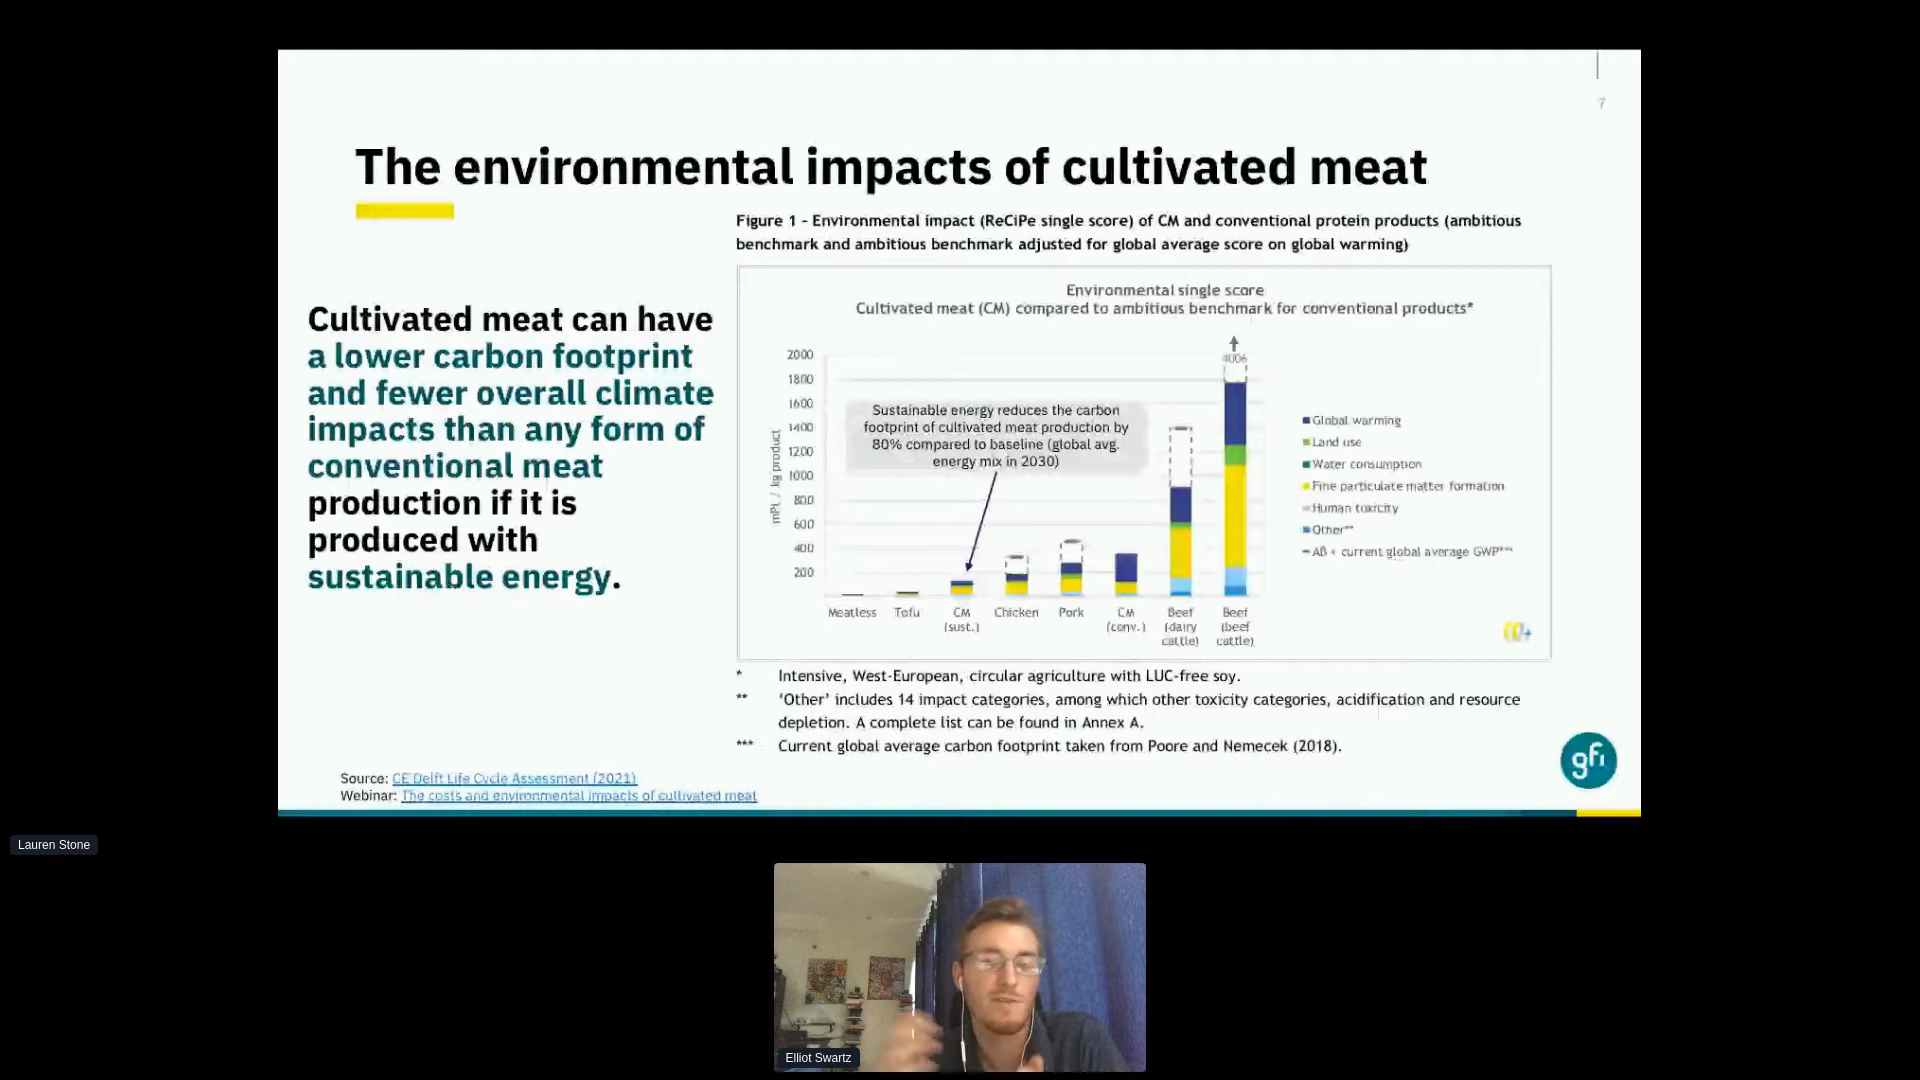 7
The environmental impacts of cultivated meat
Cultivated meat can have
a lower carbon footprint
and fewer overall climate
impacts than any form of
conventional meat
production if it is
produced with
sustainable energy.
Figure 1 - Environmental impact (ReCiPe single score) of CM and conventional protein products (ambitious
benchmark and ambitious benchmark adjusted for global average score on global warming)
Environmental single score
Cultivated meat (CM) compared to ambitious benchmark for conventional products*
mPt. / kg product
2000
1800
1600
1400
1200
1000
800
600
400
200
4006
Sustainable energy reduces the carbon
footprint of cultivated meat production by
80% compared to baseline (global avg.
energy mix in 2030)
Meatless
Tofu
CM
(sust.)
Chicken
Pork
CM
(conv.)
Beef
(dairy
cattle)
Beef
(beef
cattle)
Global warming
Land use
Water consumption
Fine particulate matter formation
Human toxicity
Other**
current global average GWP***
* Intensive, West-European, circular agriculture with LUC-free soy.
** ‘Other’ includes 14 impact categories, among which other toxicity categories, acidification and resource
depletion. A complete list can be found in Annex A.
*** Current global average carbon footprint taken from Poore and Nemecek (2018).
Source: CE Delft Life Cycle Assessment (2021)
Webinar: The costs and environmental impacts of cultivated meat
gfi
Lauren Stone
Elliot Swartz